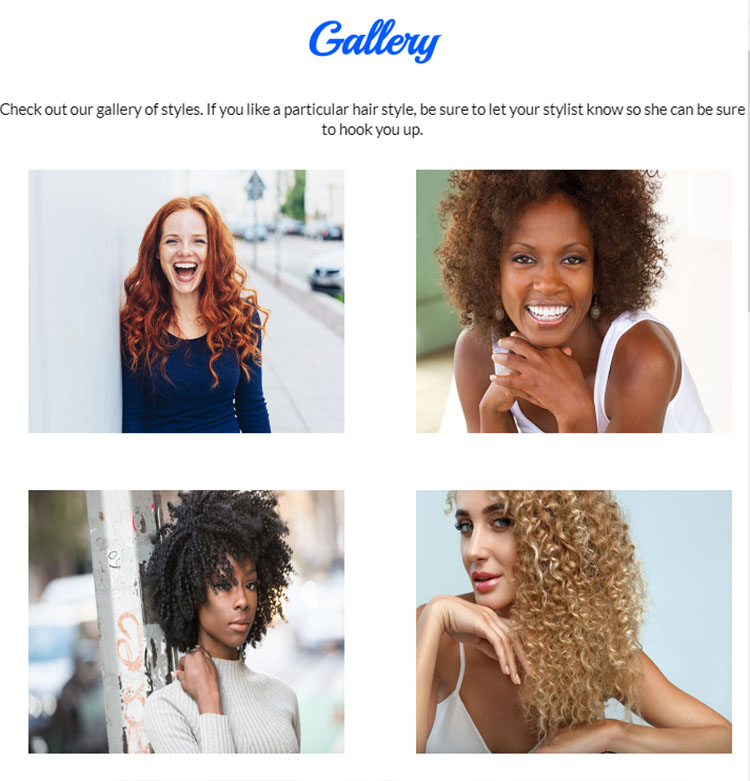 Gallery
Check out our gallery of styles. If you like a particular hair style, be sure to let your stylist know so she can be sure
to hook you up.